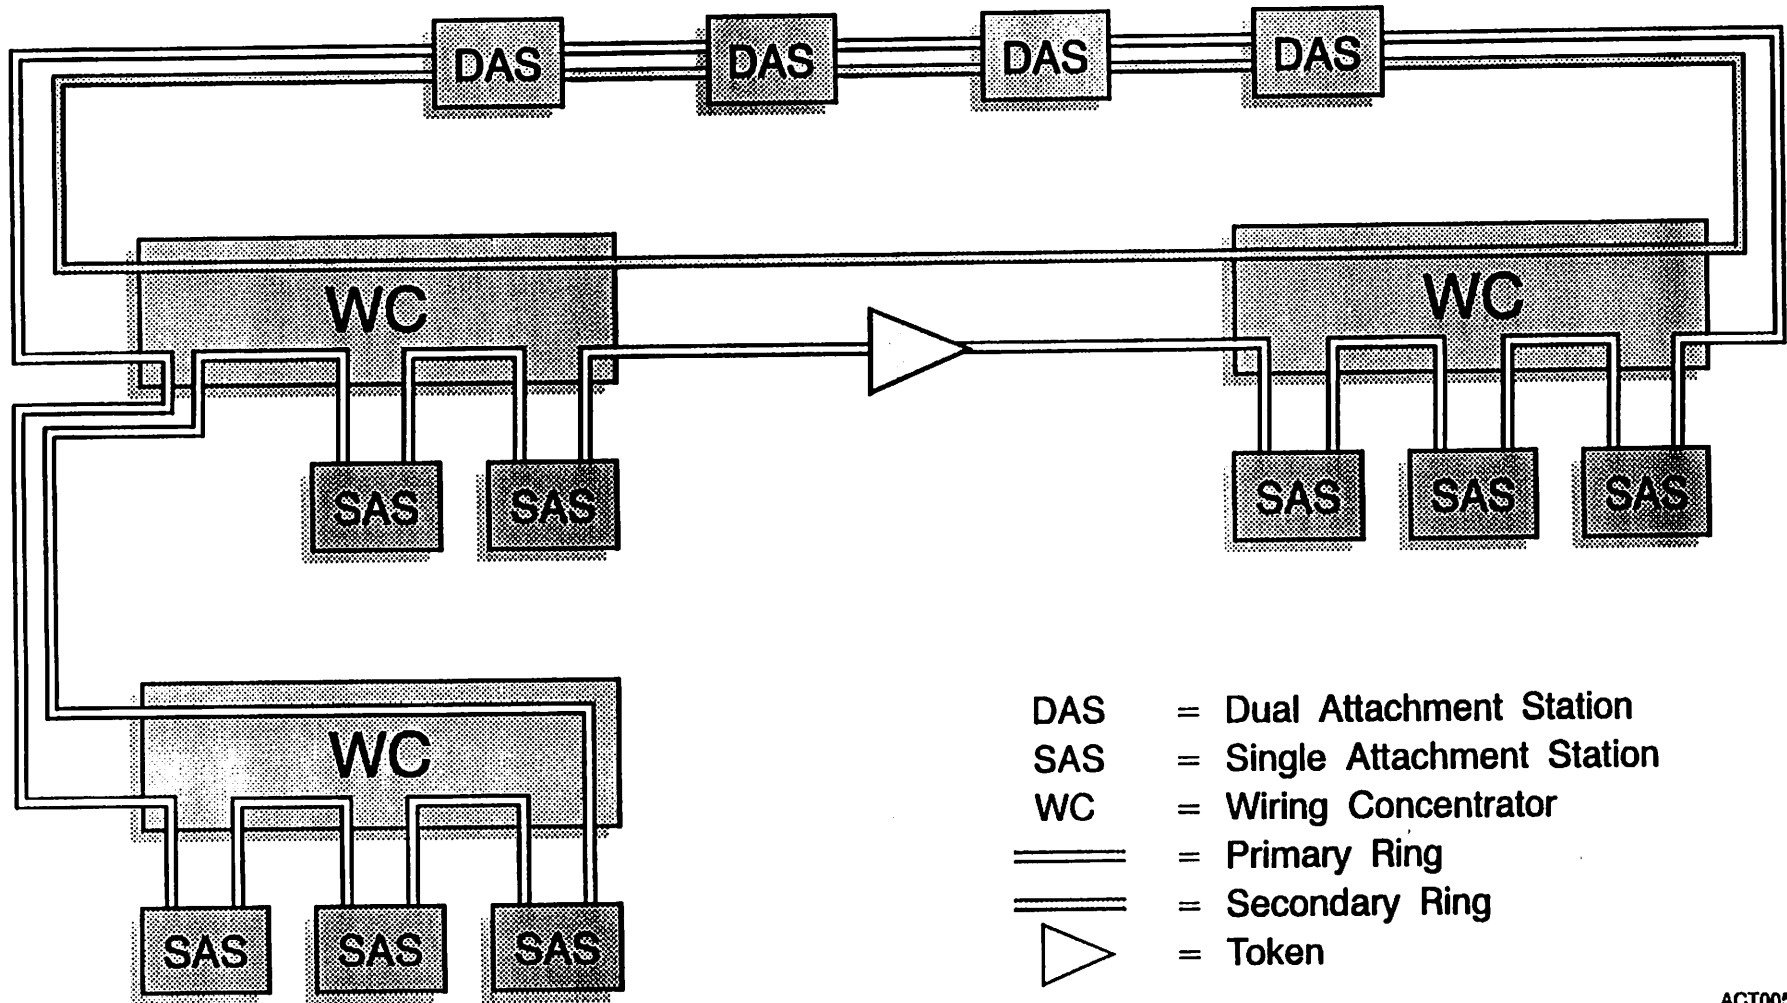 DAS DAS DAS DAS
WC WC
SAS SAS SAS SAS SAS
WC
SAS SAS SAS
DAS = Dual Attachment Station
SAS = Single Attachment Station
WC = Wiring Concentrator
= Primary Ring
= Secondary Ring
= Token